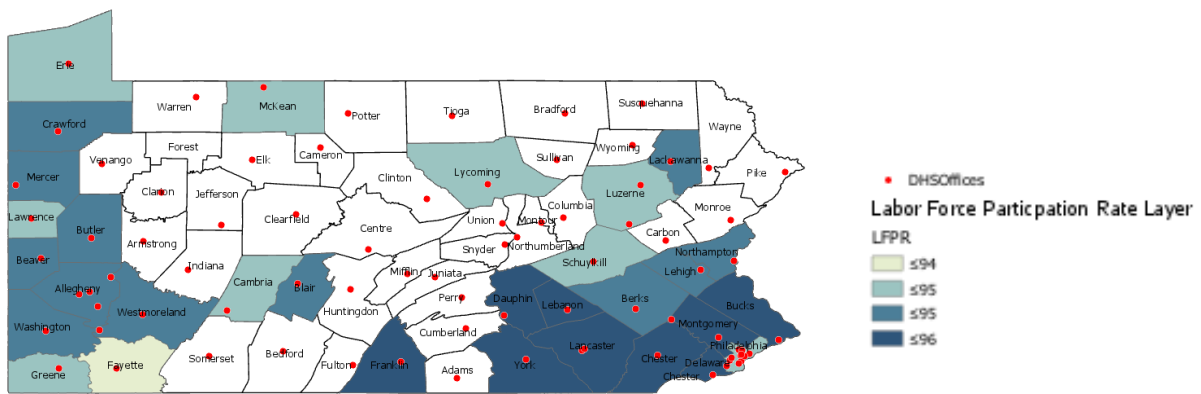 Erie
Warren
McKean
Potter
Tioga
Bradford
Susquehanna
Crawford
Wayne
Forest
Wyoming
Venango
Elk
Cameron
Sullivan
Lackawanna
Mercer
Clinton
Lycoming
Pike
Clarion
Jefferson
Luzerne
Lawrence
Clearfield
Columbia
Monroe
Butler
Centre
Union
Montour
Armstrong
Carbon
Beaver
Snyder
Northumberland
Northampton
Indiana
Schuylkill
Allegheny
Cambria
Blair
Mifflin
Juniata
Lehigh
Westmoreland
Huntingdon
Perry
Dauphin
Lebanon
Berks
Bucks
Washington
Cumberland
Montgomery
Fayette
Somerset
Bedford
Lancaster
Philadelphia
Greene
Fulton
Franklin
Adams
York
Chester
Delaware
Chester
DHSOffices
Labor Force Particpation Rate Layer
LFPR
≤94
≤95
≤95
≤96